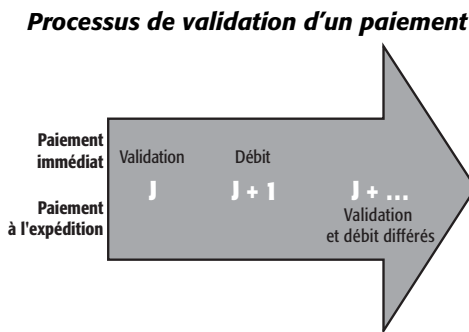 Processus de validation d’un paiement
Paiement
immédiat
Validation
Débit
J
J + 1
J + ...
Paiement
à l'expédition
Validation
et débit différés